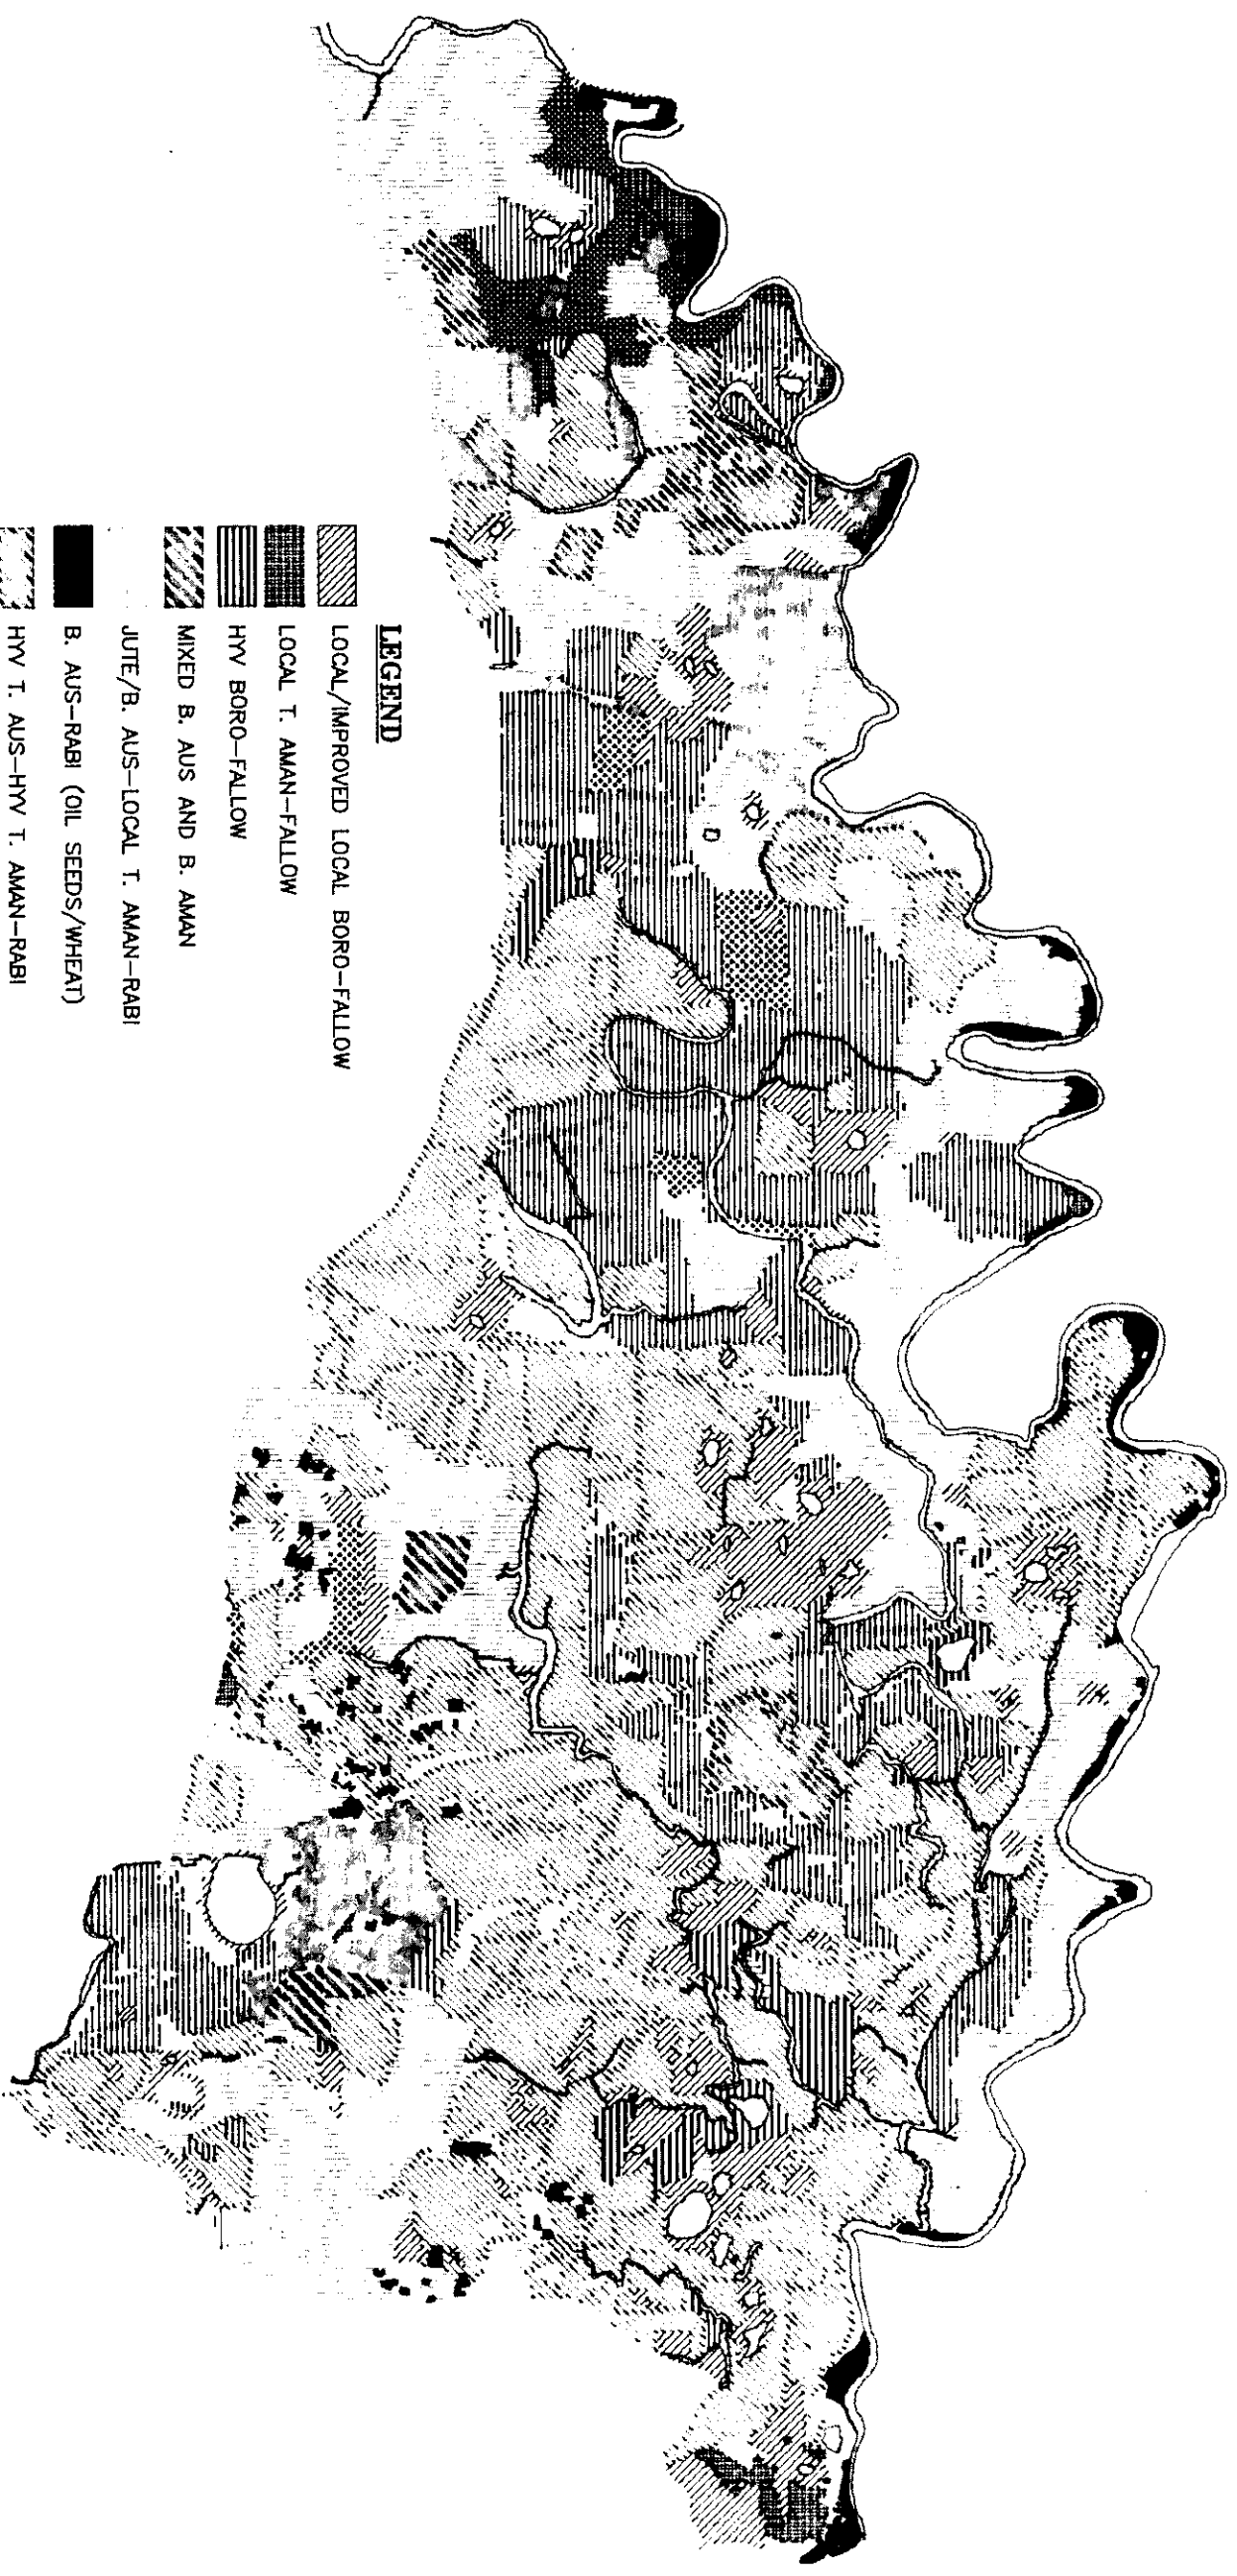 LEGEND
LOCAL/IMPROVED LOCAL BORO-FALLOW
LOCAL T. AMAN-FALLOW
HYV BORO-FALLOW
MIXED B. AUS AND B. AMAN
JUTE/B. AUS-LOCAL T. AMAN-RABI
B. AUS-RABI (OIL SEEDS/WHEAT)
HYV T. AUS-HYV T. AMAN-RABI